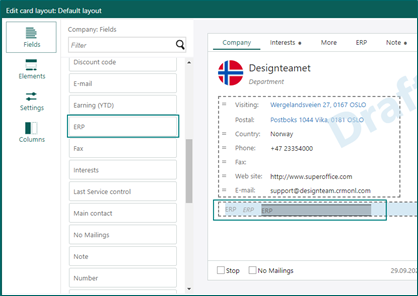 Edit card layout: Default layout
Fields
Elements
Settings
Columns
Company: Fields
Filter
Discount code
E-mail
Earning (YTD)
ERP
Fax
Interests
Last Service control
Main contact
No Mailings
Note
Number
Company Interests More ERP Note
Designteamet
Department
Visiting: Wergelandsveien 27, 0167 OSLO
Postal: Postboks 1044 Vika, 0161 OSLO
Country: Norway
Phone: +47 23354000
Fax:
Web site: http://www.superoffice.com
E-mail: support@designteam.crmonl.com
ERP ERP ERP
Stop No Mailings 29.09.202
Draft